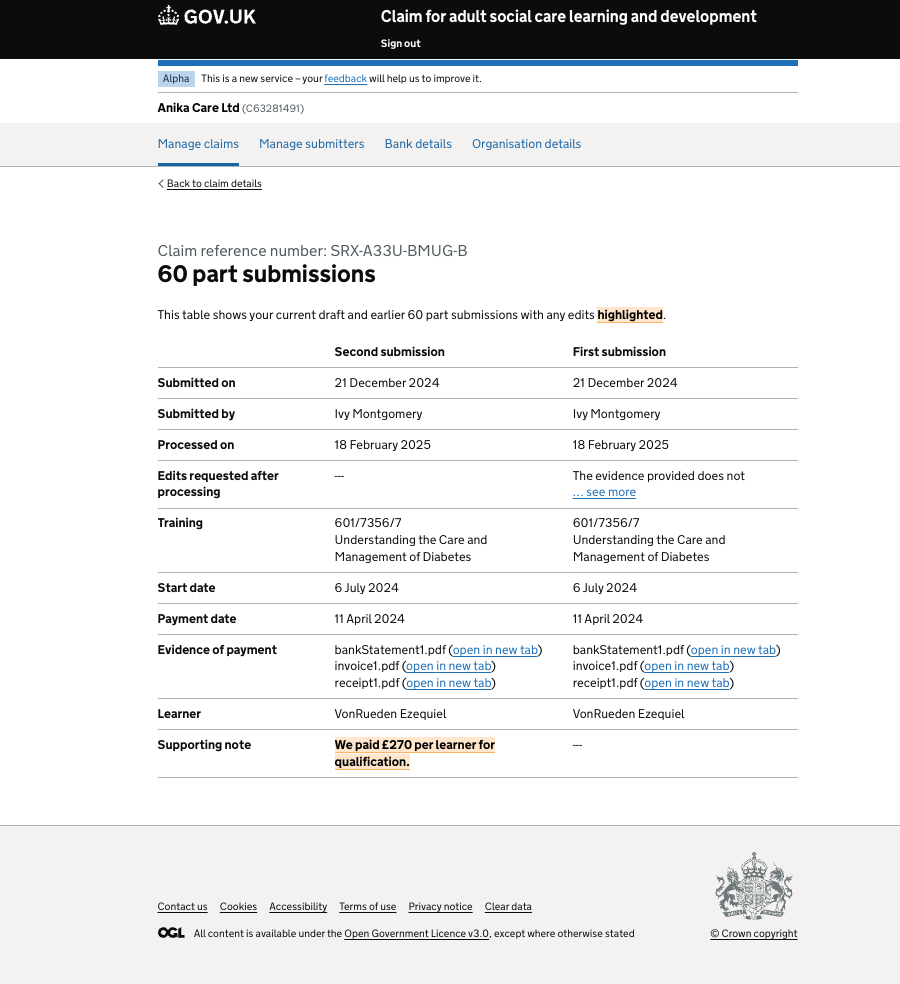 GOV.UK
Claim for adult social care learning and development
Sign out
Alpha This is a new service – your feedback will help us to improve it.
Anika Care Ltd (C63281491)
Manage claims Manage submitters Bank details Organisation details
Back to claim details
Claim reference number: SRX-A33U-BMUG-B
60 part submissions
This table shows your current draft and earlier 60 part submissions with any edits highlighted.
Second submission First submission
Submitted on 21 December 2024 21 December 2024
Submitted by Ivy Montgomery Ivy Montgomery
Processed on 18 February 2025 18 February 2025
Edits requested after --- The evidence provided does not
processing … see more
Training 601/7356/7 601/7356/7
Understanding the Care and Understanding the Care and
Management of Diabetes Management of Diabetes
Start date 6 July 2024 6 July 2024
Payment date 11 April 2024 11 April 2024
Evidence of payment bankStatement1.pdf (open in new tab) bankStatement1.pdf (open in new tab)
invoice1.pdf (open in new tab) invoice1.pdf (open in new tab)
receipt1.pdf (open in new tab) receipt1.pdf (open in new tab)
Learner VonRueden Ezequiel VonRueden Ezequiel
Supporting note We paid £270 per learner for ---
qualification.
Contact us Cookies Accessibility Terms of use Privacy notice Clear data
OGL All content is available under the Open Government Licence v3.0, except where otherwise stated
© Crown copyright